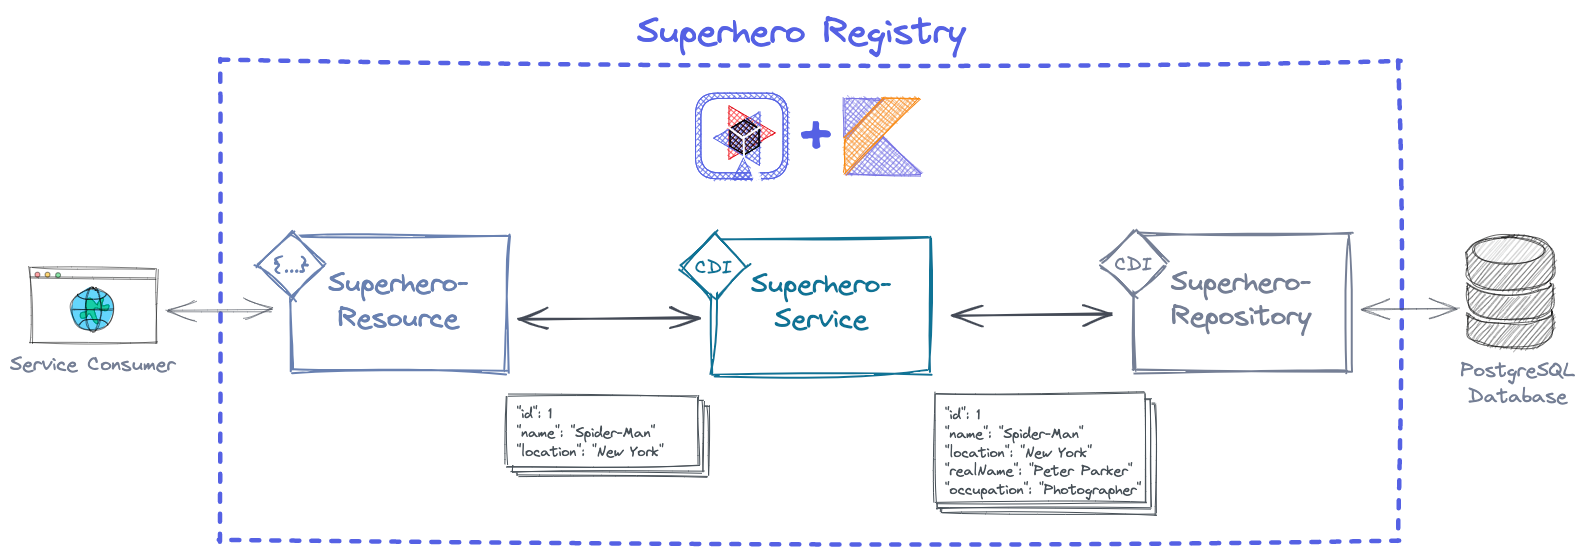 Superhero Registry
{...}
Superhero-
Resource
CDI
Superhero-
Service
CDI
Superhero-
Repository
Service Consumer
PostgreSQL
Database
"id": 1
"name": "Spider-Man"
"location": "New York"
"id": 1
"name": "Spider-Man"
"location": "New York"
"realName": "Peter Parker"
"occupation": "Photographer"